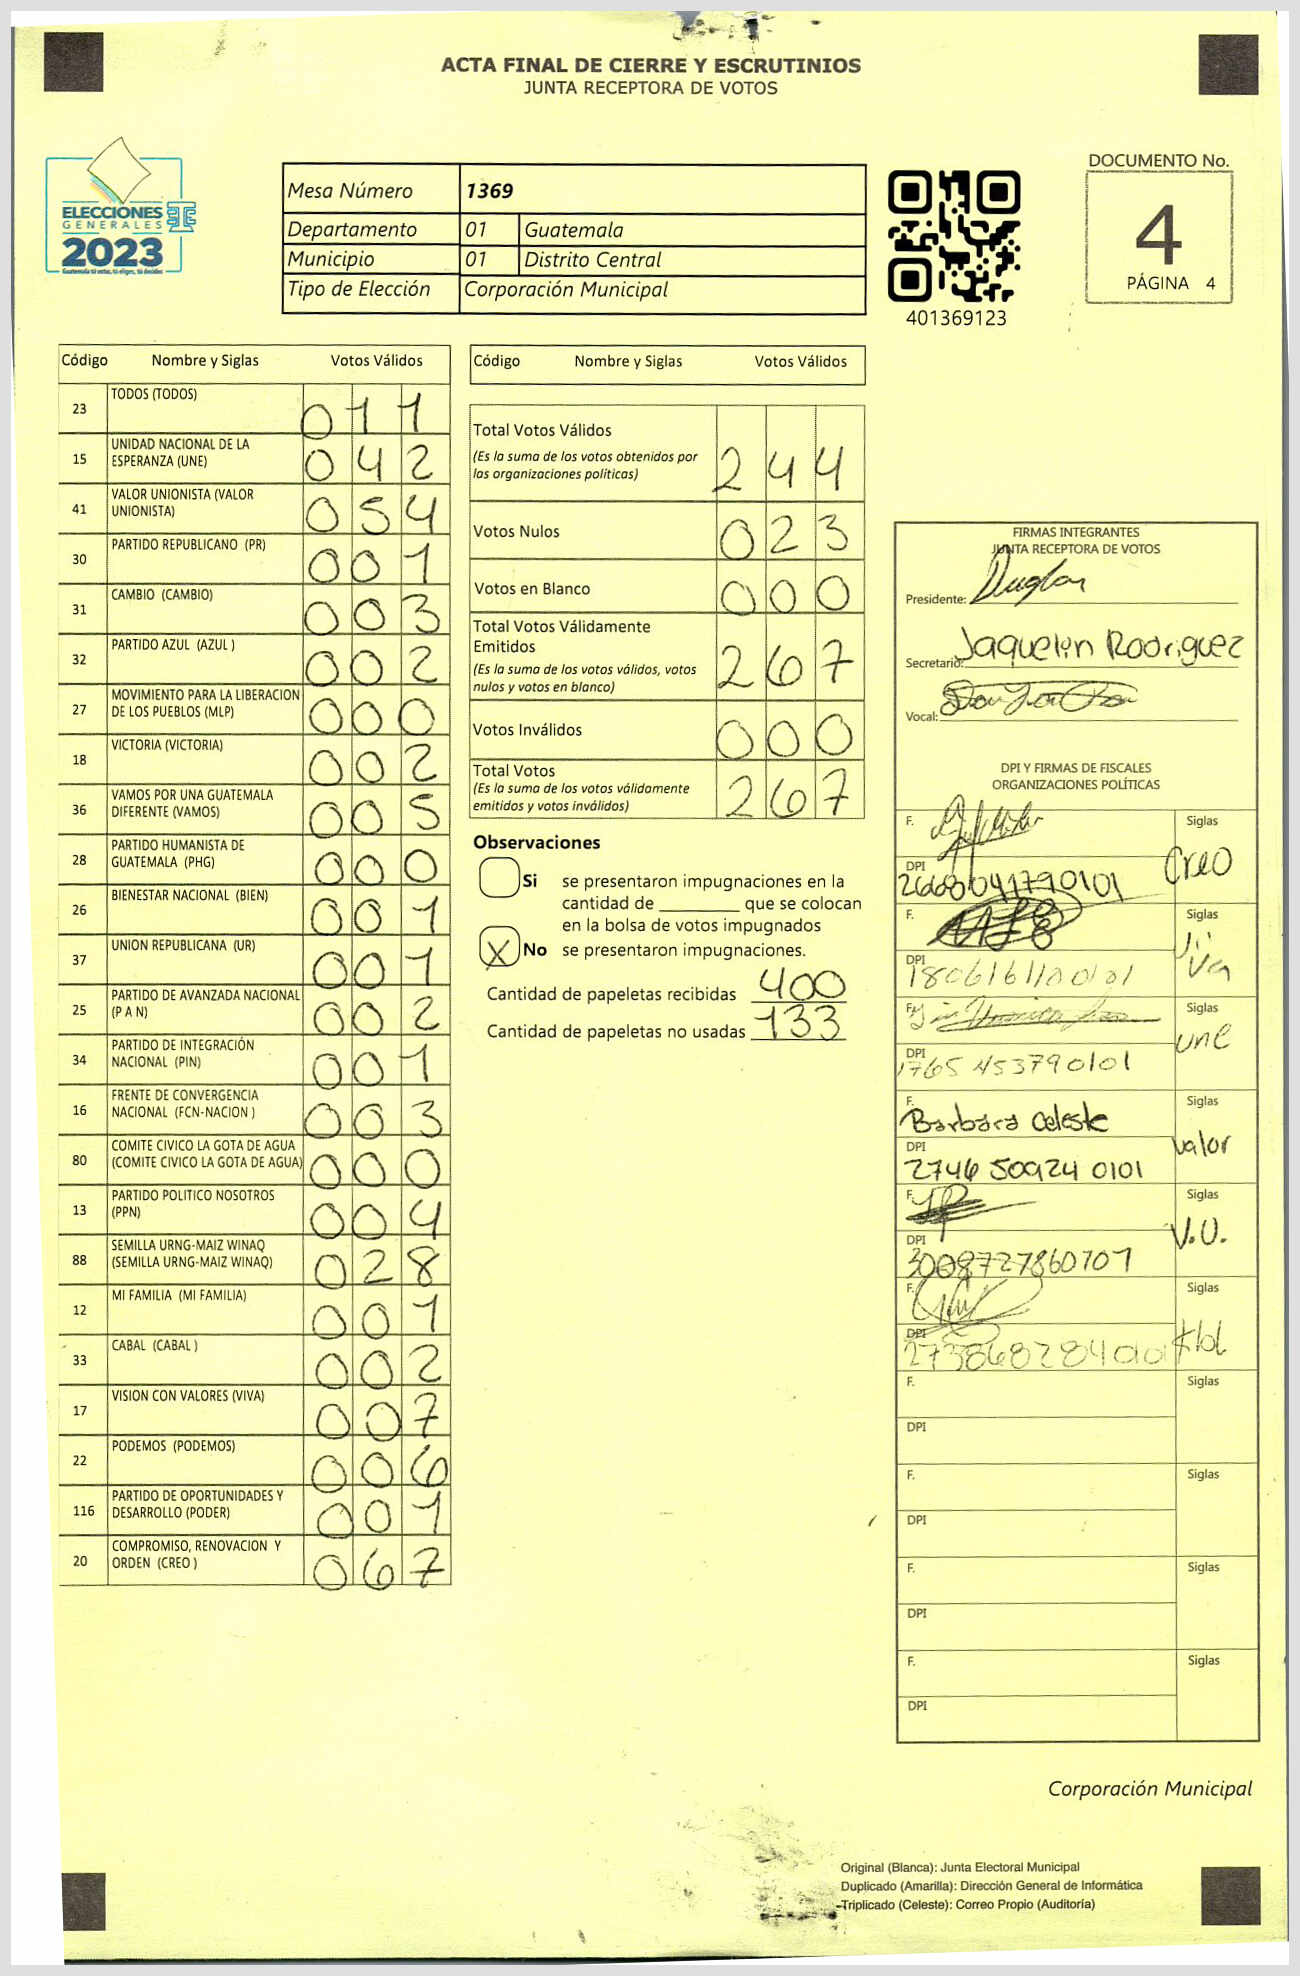 ACTA FINAL DE CIERRE Y ESCRUTINIOS
JUNTA RECEPTORA DE VOTOS
ELECCIONES
GENERALES
2023
Guatemala tú votas, tú eliges, tú decides
Mesa Número 1369
Departamento 01 Guatemala
Municipio 01 Distrito Central
Tipo de Elección Corporación Municipal
401369123
DOCUMENTO No.
4
PÁGINA 4
Código Nombre y Siglas Votos Válidos
23 TODOS (TODOS) 011
15 UNIDAD NACIONAL DE LA
ESPERANZA (UNE) 042
41 VALOR UNIONISTA (VALOR
UNIONISTA) 054
30 PARTIDO REPUBLICANO (PR) 001
31 CAMBIO (CAMBIO) 003
32 PARTIDO AZUL (AZUL ) 002
27 MOVIMIENTO PARA LA LIBERACION
DE LOS PUEBLOS (MLP) 000
18 VICTORIA (VICTORIA) 002
36 VAMOS POR UNA GUATEMALA
DIFERENTE (VAMOS) 005
28 PARTIDO HUMANISTA DE
GUATEMALA (PHG) 000
26 BIENESTAR NACIONAL (BIEN) 001
37 UNION REPUBLICANA (UR) 001
25 PARTIDO DE AVANZADA NACIONAL
(P A N) 002
34 PARTIDO DE INTEGRACIÓN
NACIONAL (PIN) 001
16 FRENTE DE CONVERGENCIA
NACIONAL (FCN-NACION ) 003
80 COMITE CIVICO LA GOTA DE AGUA
(COMITE CIVICO LA GOTA DE AGUA) 000
13 PARTIDO POLITICO NOSOTROS
(PPN) 004
88 SEMILLA URNG-MAIZ WINAQ
(SEMILLA URNG-MAIZ WINAQ) 028
12 MI FAMILIA (MI FAMILIA) 001
33 CABAL (CABAL ) 002
17 VISION CON VALORES (VIVA) 007
22 PODEMOS (PODEMOS) 006
116 PARTIDO DE OPORTUNIDADES Y
DESARROLLO (PODER) 001
20 COMPROMISO, RENOVACION Y
ORDEN (CREO ) 067
Código Nombre y Siglas Votos Válidos
Total Votos Válidos
(Es la suma de los votos obtenidos por
las organizaciones políticas) 244
Votos Nulos 023
Votos en Blanco 000
Total Votos Válidamente
Emitidos
(Es la suma de los votos válidos, votos
nulos y votos en blanco) 267
Votos Inválidos 000
Total Votos
(Es la suma de los votos válidamente
emitidos y votos inválidos) 267
Observaciones
Si se presentaron impugnaciones en la
cantidad de ________ que se colocan
en la bolsa de votos impugnados
X No se presentaron impugnaciones.
Cantidad de papeletas recibidas 400
Cantidad de papeletas no usadas 133
FIRMAS INTEGRANTES
JUNTA RECEPTORA DE VOTOS
Presidente:
Secretario: Jaquelin Rodriguez
Vocal:
DPI Y FIRMAS DE FISCALES
ORGANIZACIONES POLÍTICAS
F. Siglas
DPI Creo
2668041790101
F. Siglas
DPI Viva
F. Siglas
DPI une
1765 453790101
F. Siglas
Barbara Celeste
DPI Valor
2746 50924 0101
F. Siglas
DPI V.U.
3008727860701
F. Siglas
DPI
F. Siglas
DPI
F. Siglas
DPI
F. Siglas
DPI
F. Siglas
DPI
Corporación Municipal
Original (Blanca): Junta Electoral Municipal
Duplicado (Amarilla): Dirección General de Informática
Triplicado (Celeste): Correo Propio (Auditoría)